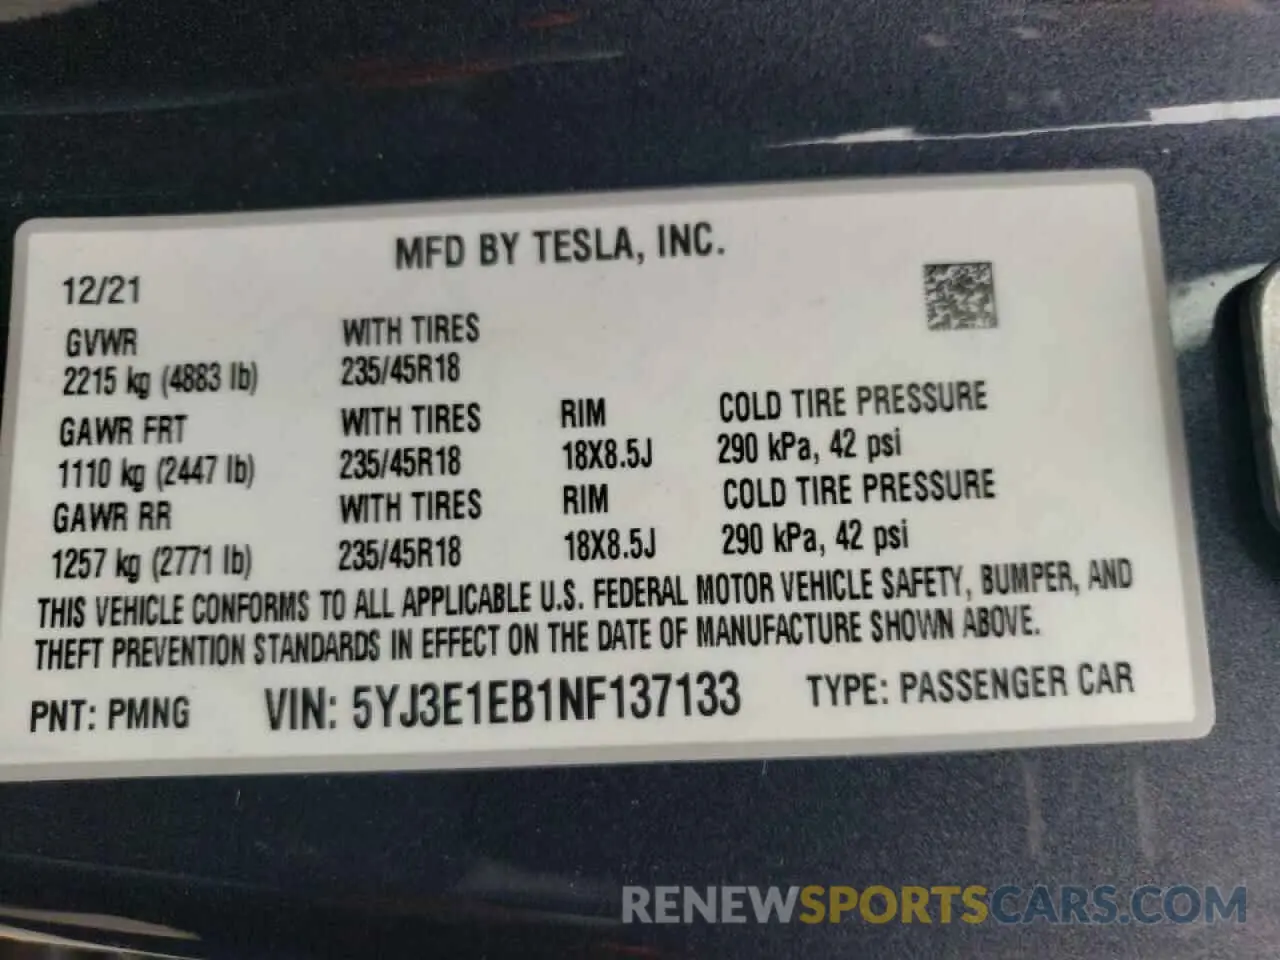 MFD BY TESLA, INC.
12/21
GVWR WITH TIRES
2215 kg (4883 lb) 235/45R18
GAWR FRT WITH TIRES RIM COLD TIRE PRESSURE
1110 kg (2447 lb) 235/45R18 18X8.5J 290 kPa, 42 psi
GAWR RR WITH TIRES RIM COLD TIRE PRESSURE
1257 kg (2771 lb) 235/45R18 18X8.5J 290 kPa, 42 psi
THIS VEHICLE CONFORMS TO ALL APPLICABLE U.S. FEDERAL MOTOR VEHICLE SAFETY, BUMPER, AND
THEFT PREVENTION STANDARDS IN EFFECT ON THE DATE OF MANUFACTURE SHOWN ABOVE.
PNT: PMNG VIN: 5YJ3E1EB1NF137133 TYPE: PASSENGER CAR
RENEWSPORTSCARS.COM